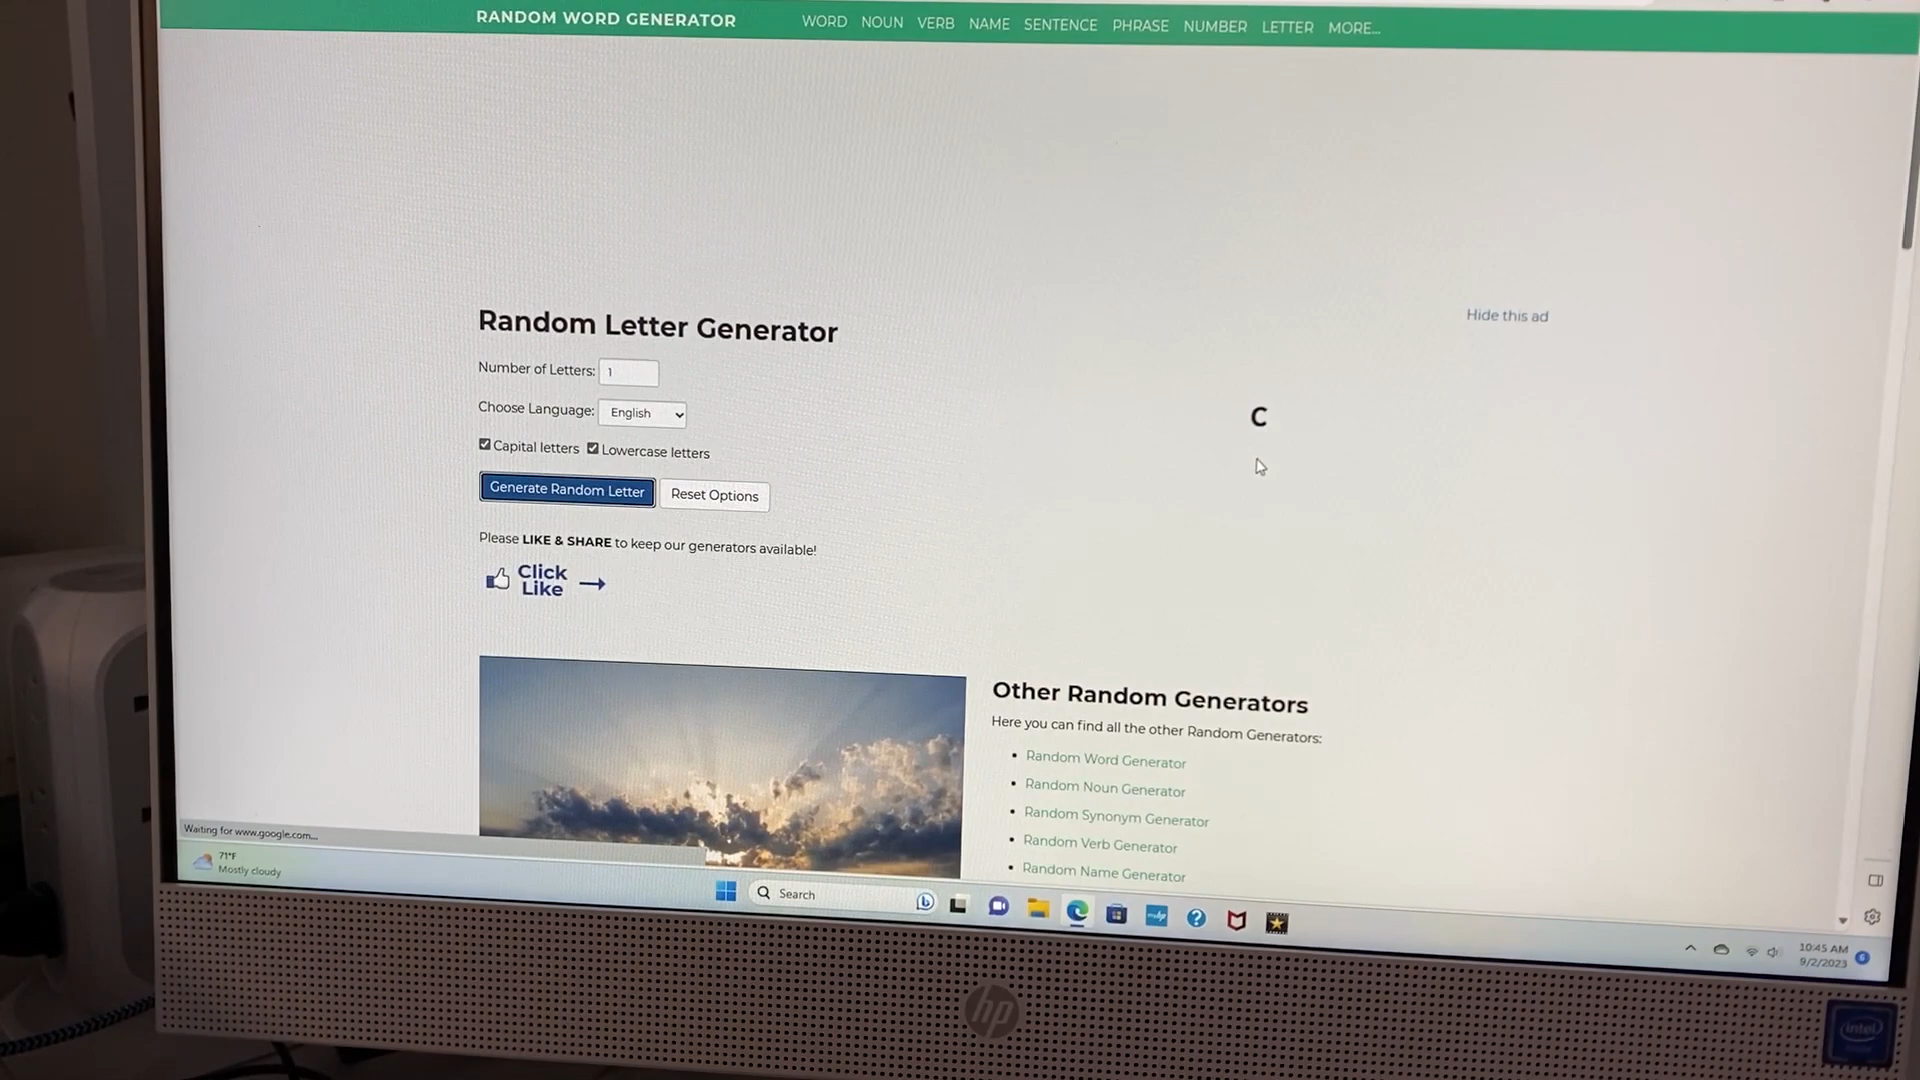 RANDOM WORD GENERATOR WORD NOUN VERB NAME SENTENCE PHRASE NUMBER LETTER MORE...
Hide this ad
Random Letter Generator
Number of Letters: 1
Choose Language: English
Capital letters Lowercase letters
Generate Random Letter Reset Options
Please LIKE & SHARE to keep our generators available!
Click
Like
C
Other Random Generators
Here you can find all the other Random Generators:
Random Word Generator
Random Noun Generator
Random Synonym Generator
Random Verb Generator
Random Name Generator
Waiting for www.google.com...
71°F
Mostly cloudy
Search
myhp
10:45 AM
9/2/2023
6
hp
intel